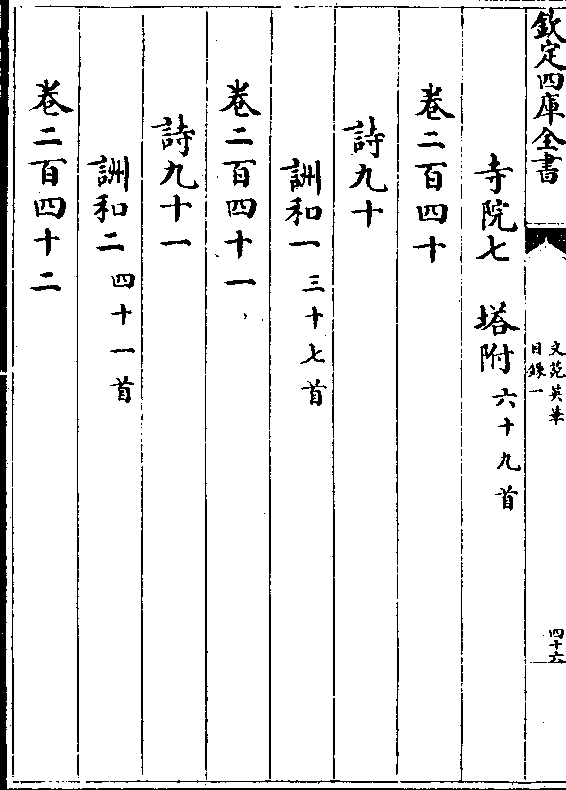 欽定四庫全書
文苑英華
目錄一
四十六
寺院七　塔附六十九首
卷二百四十
詩九十
詶和一三十七首
卷二百四十一
詩九十一
詶和二四十一首
卷二百四十二